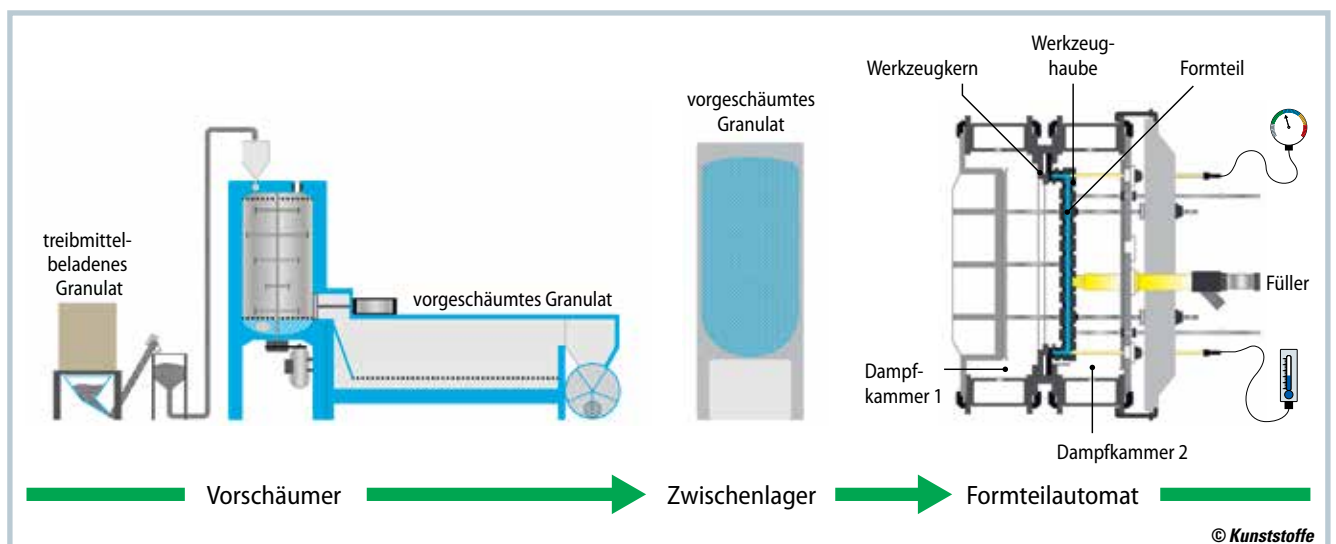 treibmittel-
beladenes
Granulat
vorgeschäumtes Granulat
vorgeschäumtes
Granulat
Werkzeugkern
Werkzeug-
haube
Formteil
Füller
Dampf-
kammer 1
Dampfkammer 2
Vorschäumer
Zwischenlager
Formteilautomat
© Kunststoffe